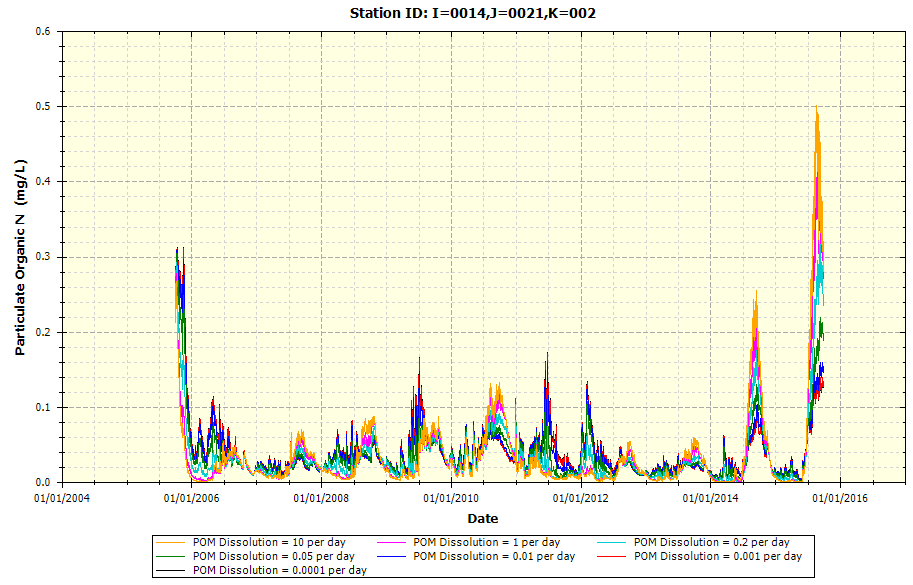 Station ID: I=0014,J=0021,K=002
0.6
0.5
0.4
0.3
0.2
0.1
0.0
Particulate Organic N (mg/L)
01/01/2004 01/01/2006 01/01/2008 01/01/2010 01/01/2012 01/01/2014 01/01/2016
Date
POM Dissolution = 10 per day POM Dissolution = 1 per day POM Dissolution = 0.2 per day
POM Dissolution = 0.05 per day POM Dissolution = 0.01 per day POM Dissolution = 0.001 per day
POM Dissolution = 0.0001 per day